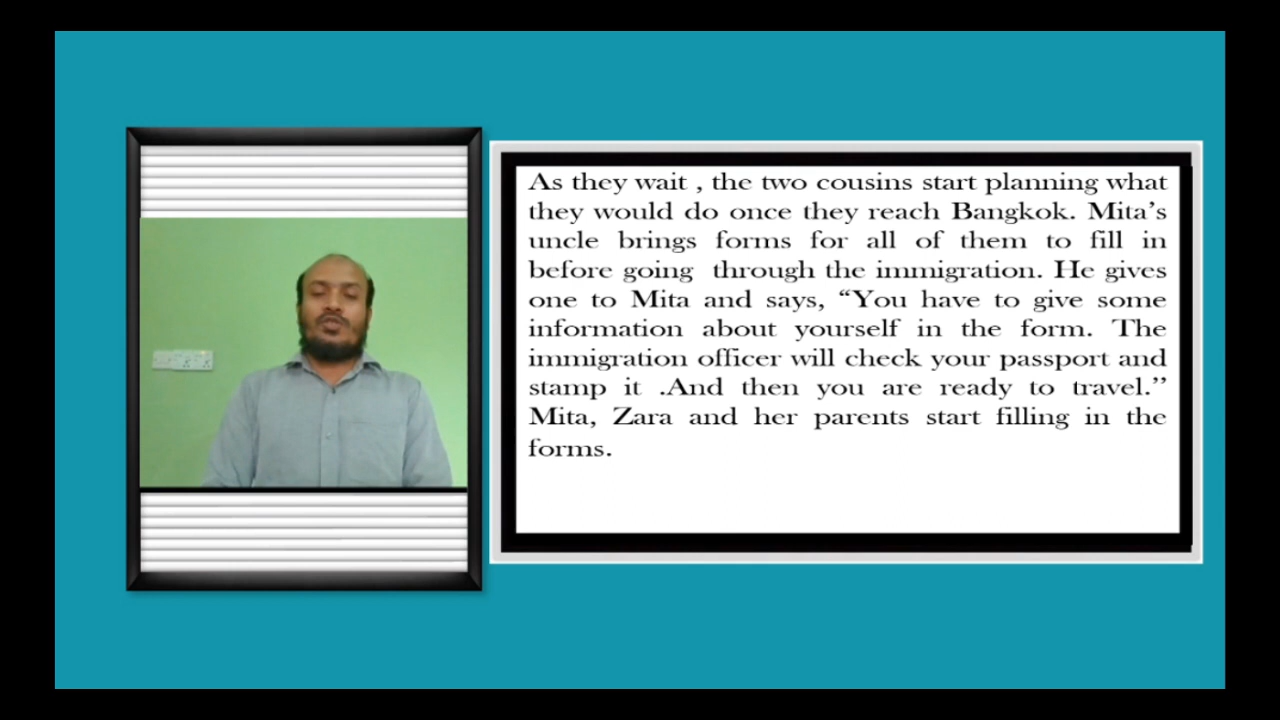 As they wait , the two cousins start planning what
they would do once they reach Bangkok. Mita’s
uncle brings forms for all of them to fill in
before going through the immigration. He gives
one to Mita and says, “You have to give some
information about yourself in the form. The
immigration officer will check your passport and
stamp it .And then you are ready to travel.’’
Mita, Zara and her parents start filling in the
forms.